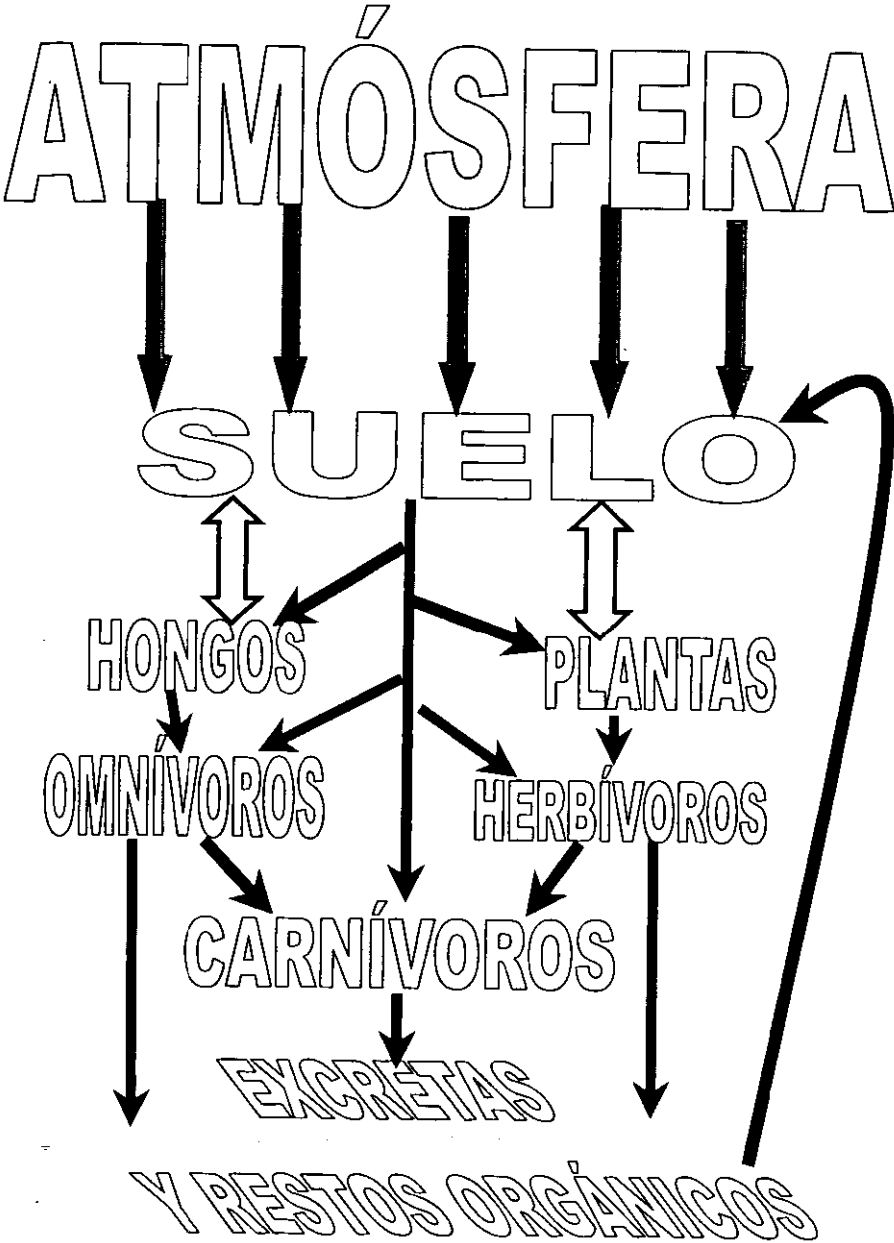 ATMÓSFERA
SUELO
HONGOS
PLANTAS
OMNÍVOROS
HERBÍVOROS
CARNÍVOROS
EXCRETAS
Y RESTOS ORGÁNICOS